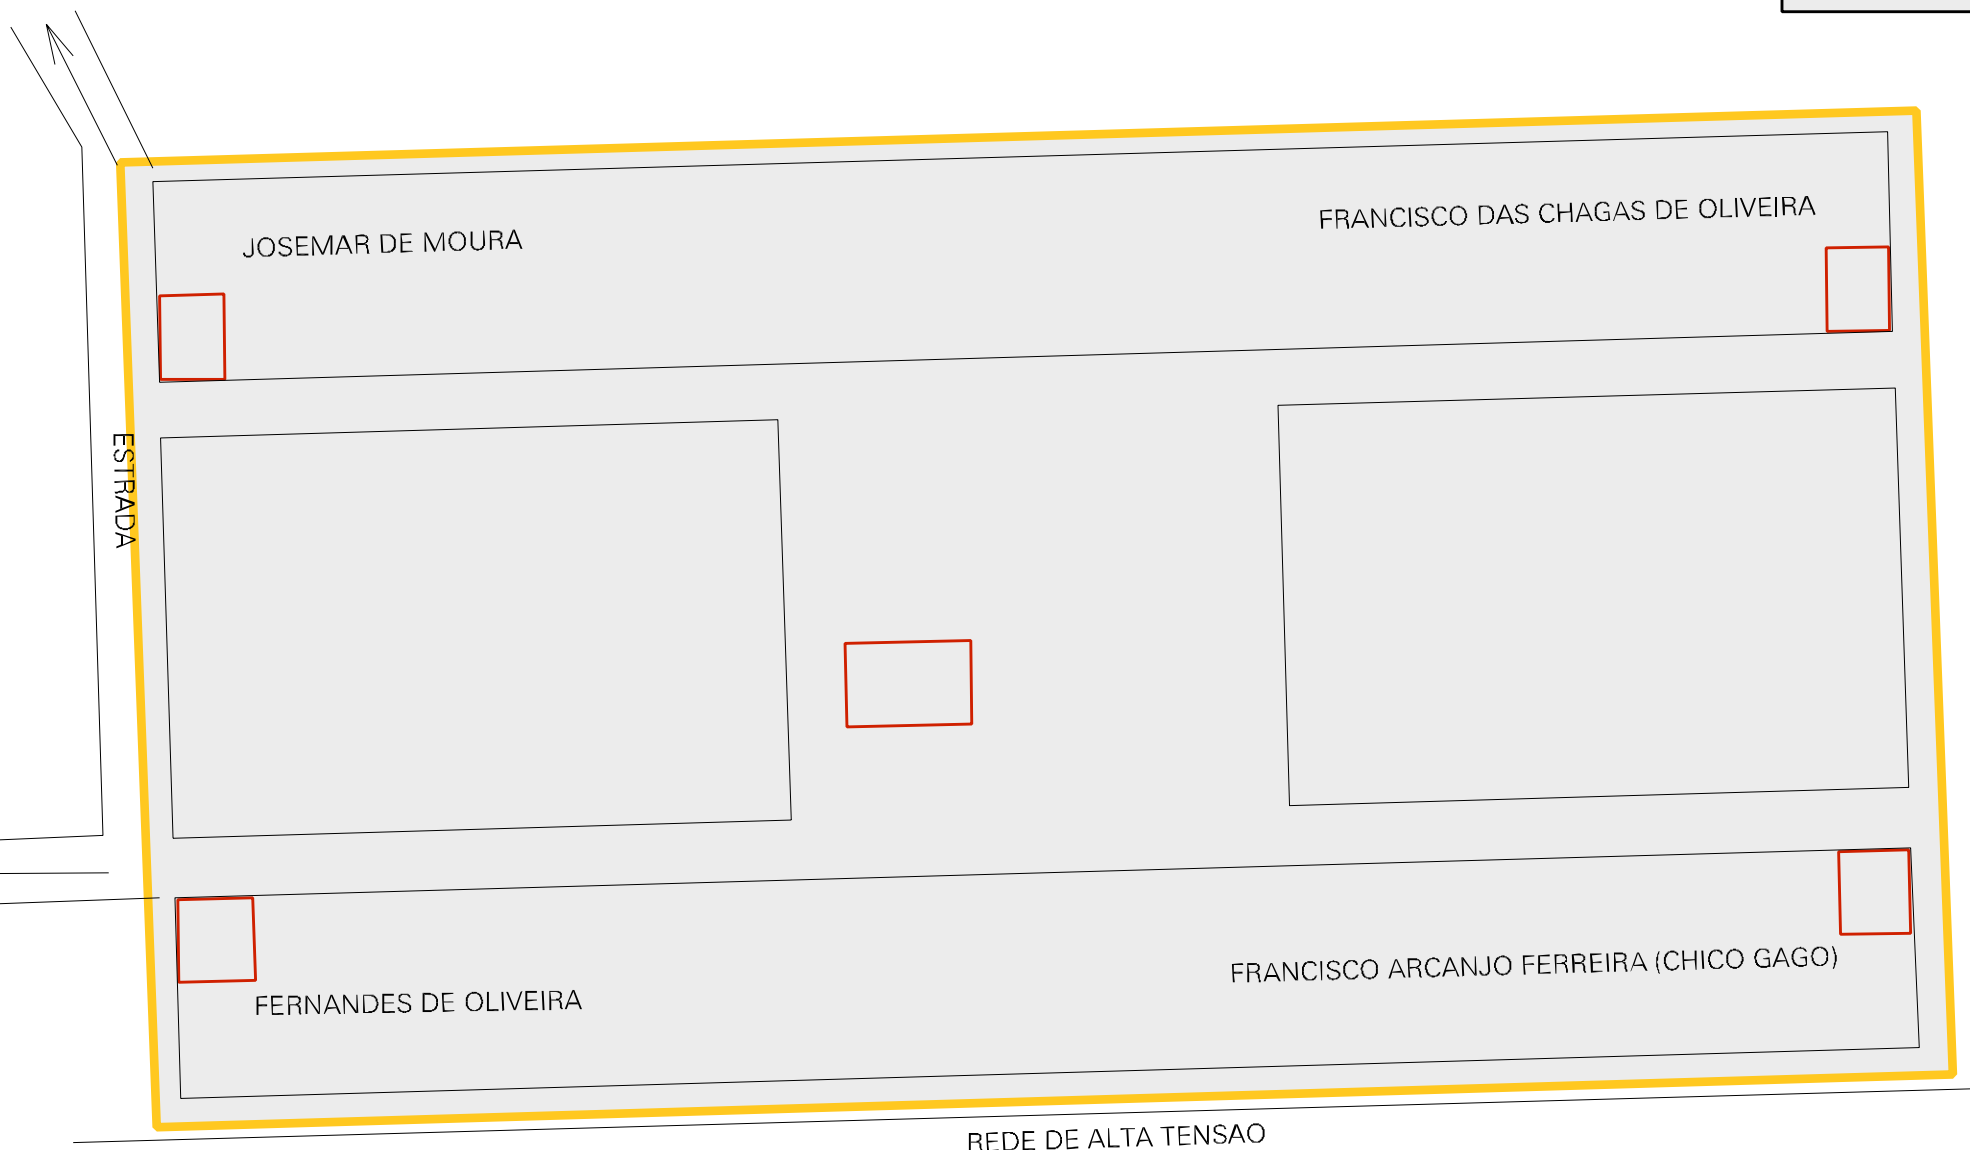 FRANCISCO DAS CHAGAS DE OLIVEIRA
JOSEMAR DE MOURA
ESTRADA
FRANCISCO ARCANJO FERREIRA (CHICO GAGO)
FERNANDES DE OLIVEIRA
REDE DE ALTA TENSAO